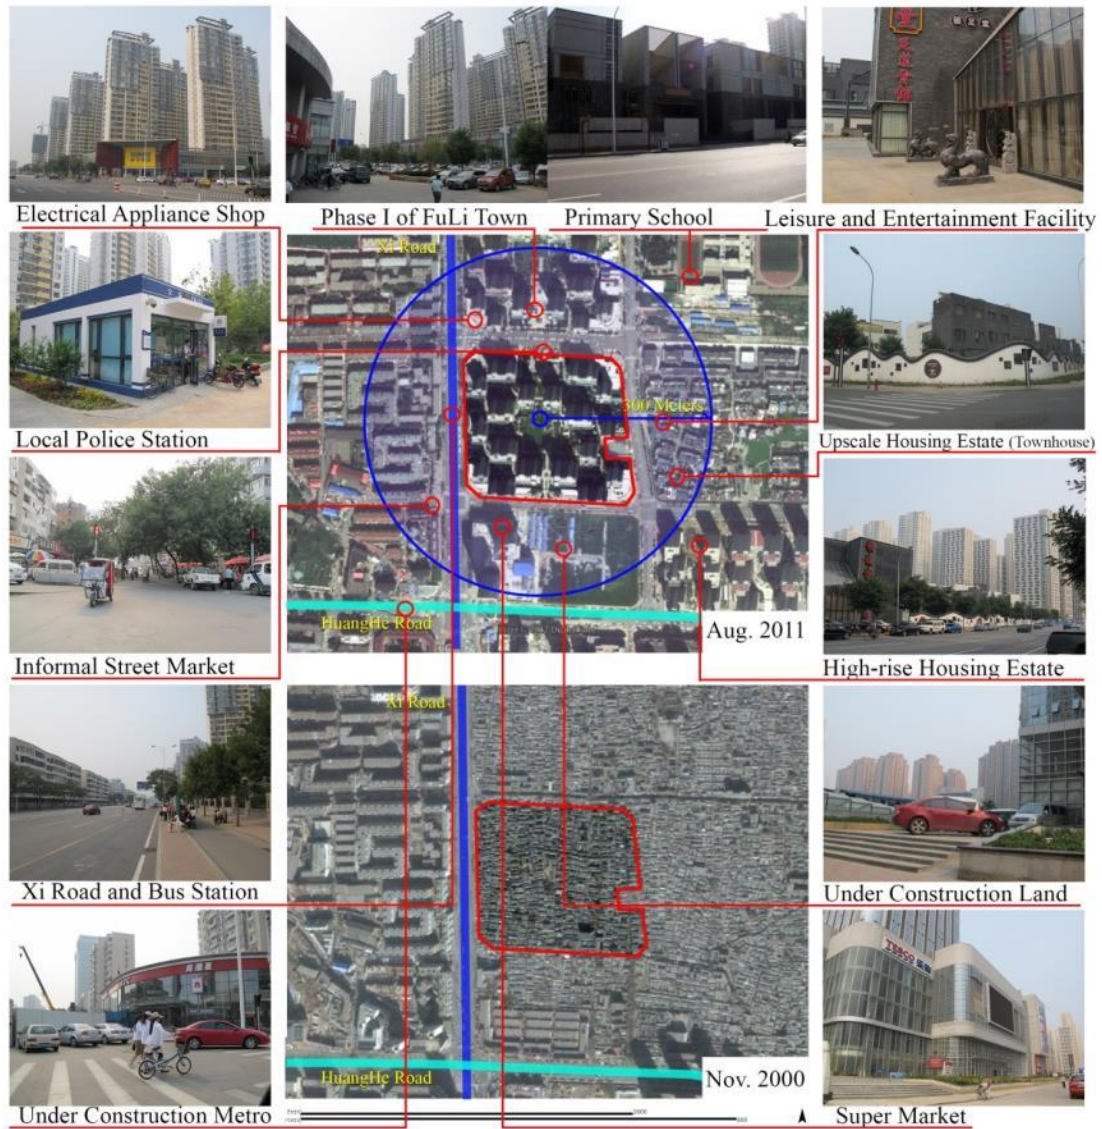 Electrical Appliance Shop
Phase I of FuLi Town
Primary School
Leisure and Entertainment Facility
Xi Road
Local Police Station
300 Meters
Upscale Housing Estate (Townhouse)
HuangHe Road
Aug. 2011
Informal Street Market
High-rise Housing Estate
Xi Road
Xi Road and Bus Station
Under Construction Land
TESCO
HuangHe Road
Nov. 2000
Under Construction Metro
Super Market